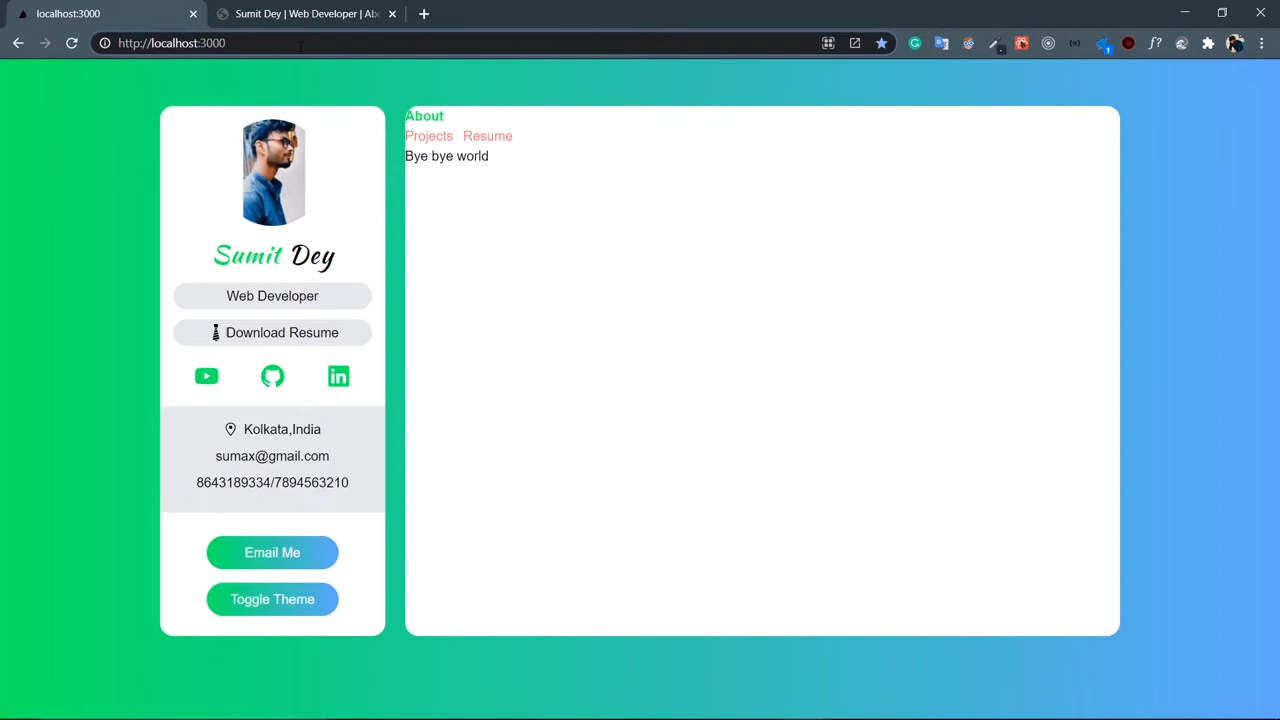 localhost:3000
Sumit Dey | Web Developer | Abo
http://localhost:3000
About
Projects Resume
Bye bye world
Sumit Dey
Web Developer
Download Resume
Kolkata,India
sumax@gmail.com
8643189334/7894563210
Email Me
Toggle Theme